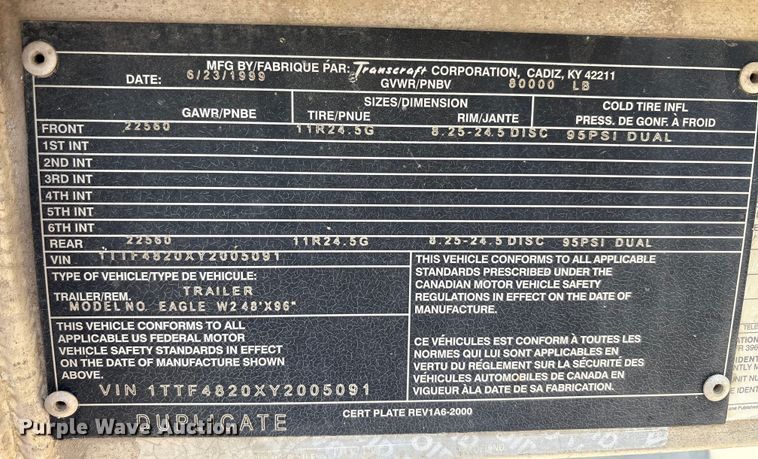 MFG BY/FABRIQUE PAR: Transcraft CORPORATION, CADIZ, KY 42211
DATE: 6/23/1999 GVWR/PNBV 80000 LB
SIZES/DIMENSION COLD TIRE INFL
GAWR/PNBE TIRE/PNUE RIM/JANTE PRESS. DE GONF. À FROID
FRONT 22560 11R24.5G 8.25-24.5 DISC 95PSI DUAL
1ST INT
2ND INT
3RD INT
4TH INT
5TH INT
6TH INT
REAR 22560 11R24.5G 8.25-24.5 DISC 95PSI DUAL
VIN 1TTF4820XY2005091
TYPE OF VEHICLE/TYPE DE VEHICULE:
TRAILER/REM. TRAILER
MODEL NO. EAGLE W2 48'X96"
THIS VEHICLE CONFORMS TO ALL
APPLICABLE US FEDERAL MOTOR
VEHICLE SAFETY STANDARDS IN EFFECT
ON THE DATE OF MANUFACTURE SHOWN
ABOVE.
VIN 1TTF4820XY2005091
THIS VEHICLE CONFORMS TO ALL APPLICABLE
STANDARDS PRESCRIBED UNDER THE
CANADIAN MOTOR VEHICLE SAFETY
REGULATIONS IN EFFECT ON THE DATE OF
MANUFACTURE.
CE VÉHICULES EST CONFORM À TOUTES LES
NORMES QUI LUI SONT APPLICABLES EN
VERTU DU RÉGLEMENT SUR LA SÉCURITÉ DES
VÉHICULES AUTOMOBILES DE CANADA EN
VIGUEUR À LA DATE DE SA FABRICATION.
DUPLICATE CERT PLATE REV1A6-2000
Purple Wave Auction